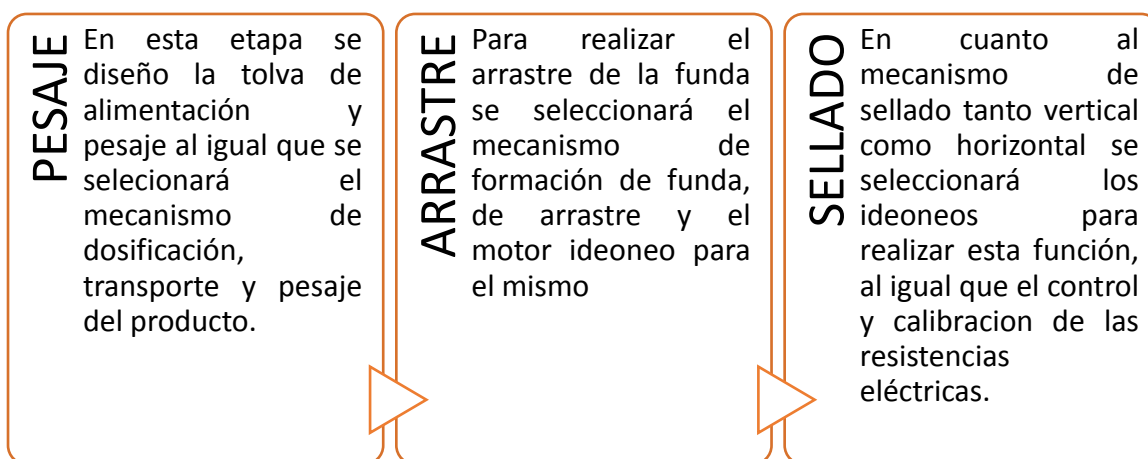 PESAJE
En esta etapa se
diseño la tolva de
alimentación y
pesaje al igual que se
selecionará el
mecanismo de
dosificación,
transporte y pesaje
del producto.
ARRASTRE
Para realizar el
arrastre de la funda
se seleccionará el
mecanismo de
formación de funda,
de arrastre y el
motor ideoneo para
el mismo
SELLADO
En cuanto al
mecanismo de
sellado tanto vertical
como horizontal se
seleccionará los
ideoneos para
realizar esta función,
al igual que el control
y calibracion de las
resistencias
eléctricas.